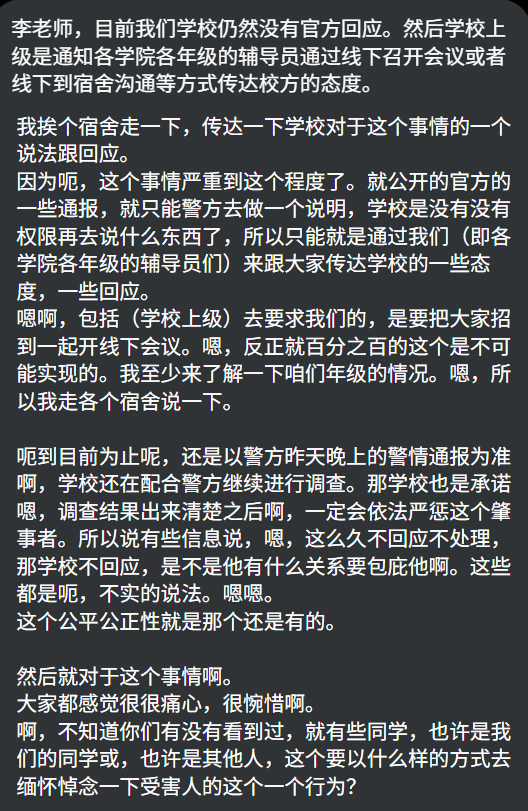 李老师，目前我们学校仍然没有官方回应。然后学校上
级是通知各学院各年级的辅导员通过线下召开会议或者
线下到宿舍沟通等方式传达校方的态度。
我挨个宿舍走一下，传达一下学校对于这个事情的一个
说法跟回应。
因为呃，这个事情严重到这个程度了。就公开的官方的
一些通报，就只能警方去做一个说明，学校是没有没有
权限再去说什么东西了，所以只能就是通过我们（即各
学院各年级的辅导员们）来跟大家传达学校的一些态
度，一些回应。
嗯啊，包括（学校上级）去要求我们的，是要把大家招
到一起开线下会议。嗯，反正就百分之百的这个是不可
能实现的。我至少来了解一下咱们年级的情况。嗯，所
以我走各个宿舍说一下。
呃到目前为止呢，还是以警方昨天晚上的警情通报为准
啊，学校还在配合警方继续进行调查。那学校也是承诺
嗯，调查结果出来清楚之后啊，一定会依法严惩这个肇
事者。所以说有些信息说，嗯，这么久不回应不处理，
那学校不回应，是不是他有什么关系要包庇他啊。这些
都是呃，不实的说法。嗯嗯。
这个公平公正性就是那个还是有的。
然后就对于这个事情啊。
大家都感觉很很痛心，很惋惜啊。
啊，不知道你们有没有看到过，就有些同学，也许是我
们的同学或，也许是其他人，这个要以什么样的方式去
缅怀悼念一下受害人的这个一个行为？